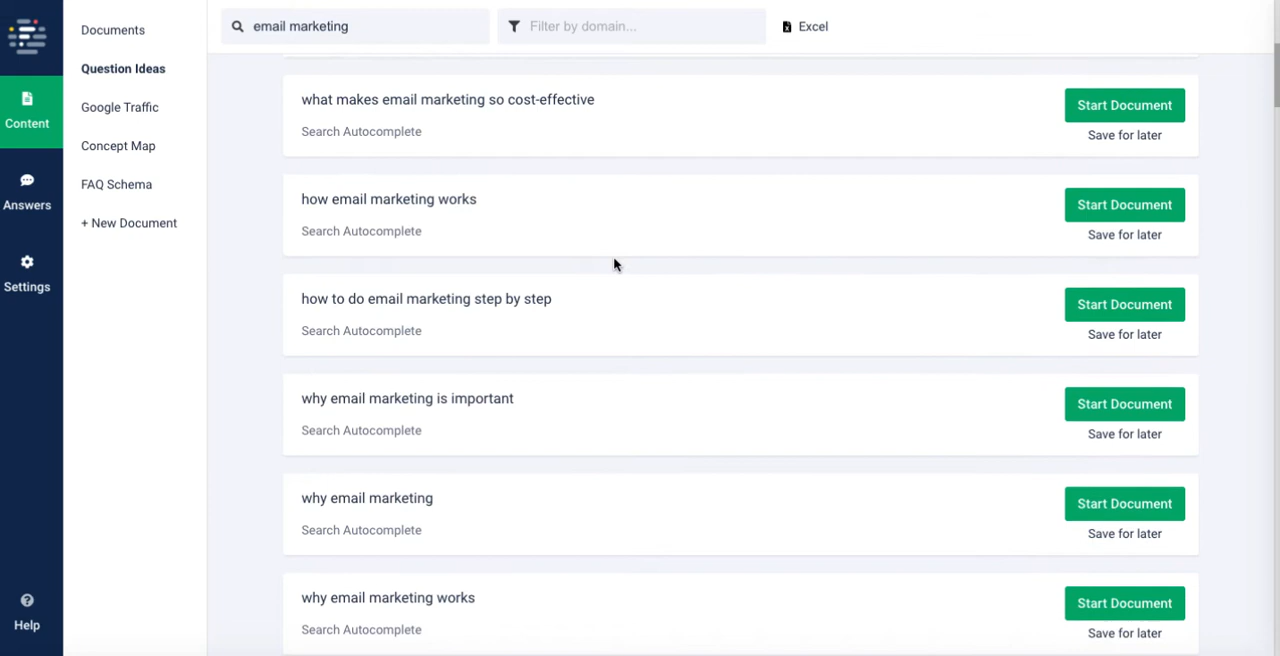 Content
Answers
Settings
Help
Documents
Question Ideas
Google Traffic
Concept Map
FAQ Schema
+ New Document
email marketing
Filter by domain...
Excel
what makes email marketing so cost-effective
Search Autocomplete
Start Document
Save for later
how email marketing works
Search Autocomplete
Start Document
Save for later
how to do email marketing step by step
Search Autocomplete
Start Document
Save for later
why email marketing is important
Search Autocomplete
Start Document
Save for later
why email marketing
Search Autocomplete
Start Document
Save for later
why email marketing works
Search Autocomplete
Start Document
Save for later